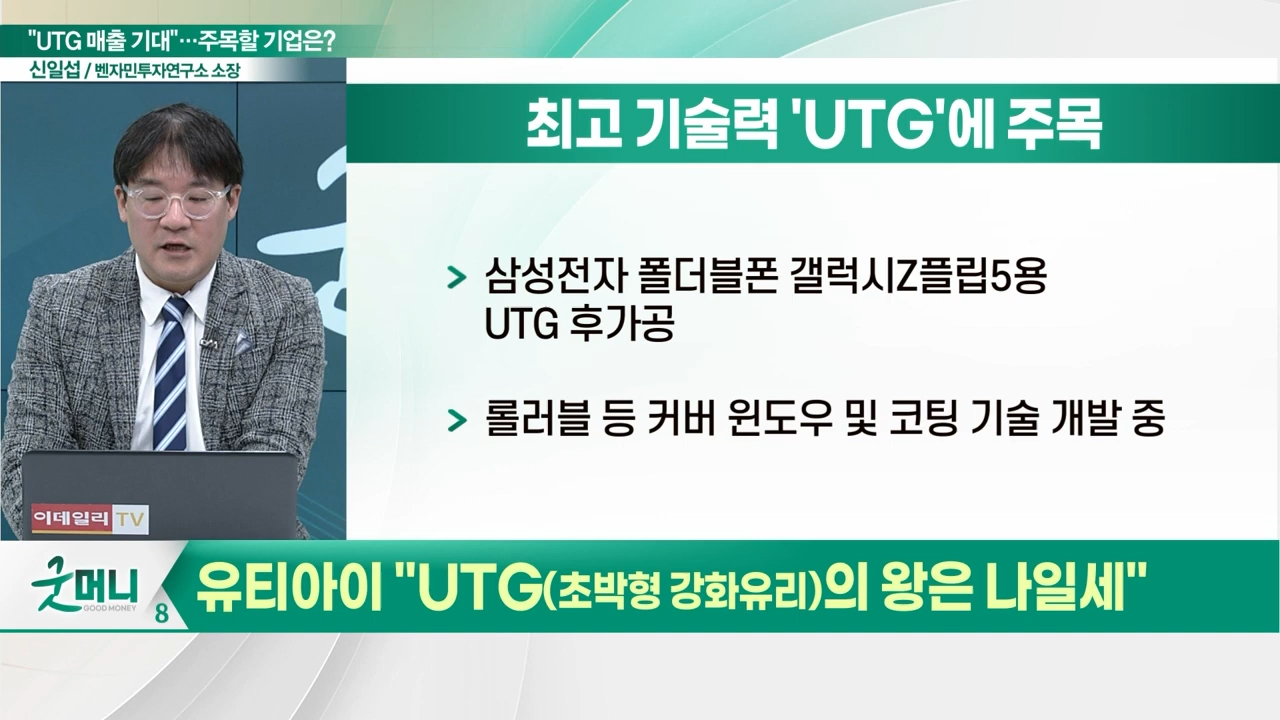 "UTG 매출 기대"…주목할 기업은?
신일섭 / 벤자민투자연구소 소장
최고 기술력 'UTG'에 주목
> 삼성전자 폴더블폰 갤럭시Z플립5용
UTG 후가공
> 롤러블 등 커버 윈도우 및 코팅 기술 개발 중
이데일리 TV
굿머니
GOOD MONEY
8
유티아이 "UTG(초박형 강화유리)의 왕은 나일세"